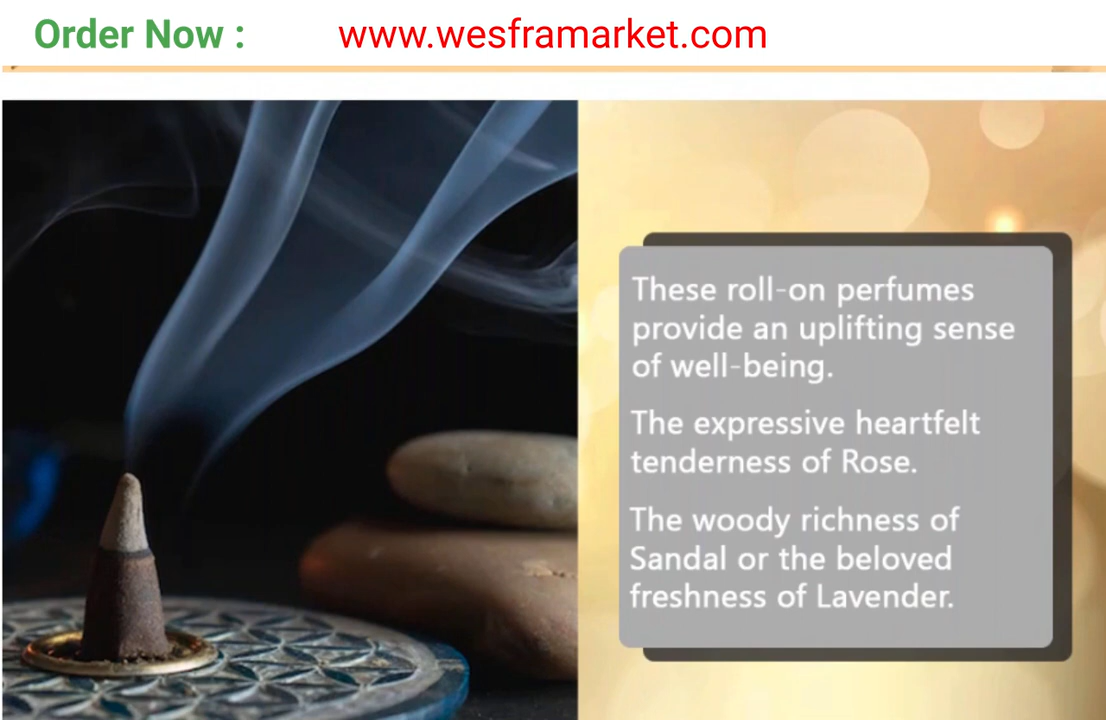 Order Now : www.wesframarket.com
These roll-on perfumes
provide an uplifting sense
of well-being.
The expressive heartfelt
tenderness of Rose.
The woody richness of
Sandal or the beloved
freshness of Lavender.